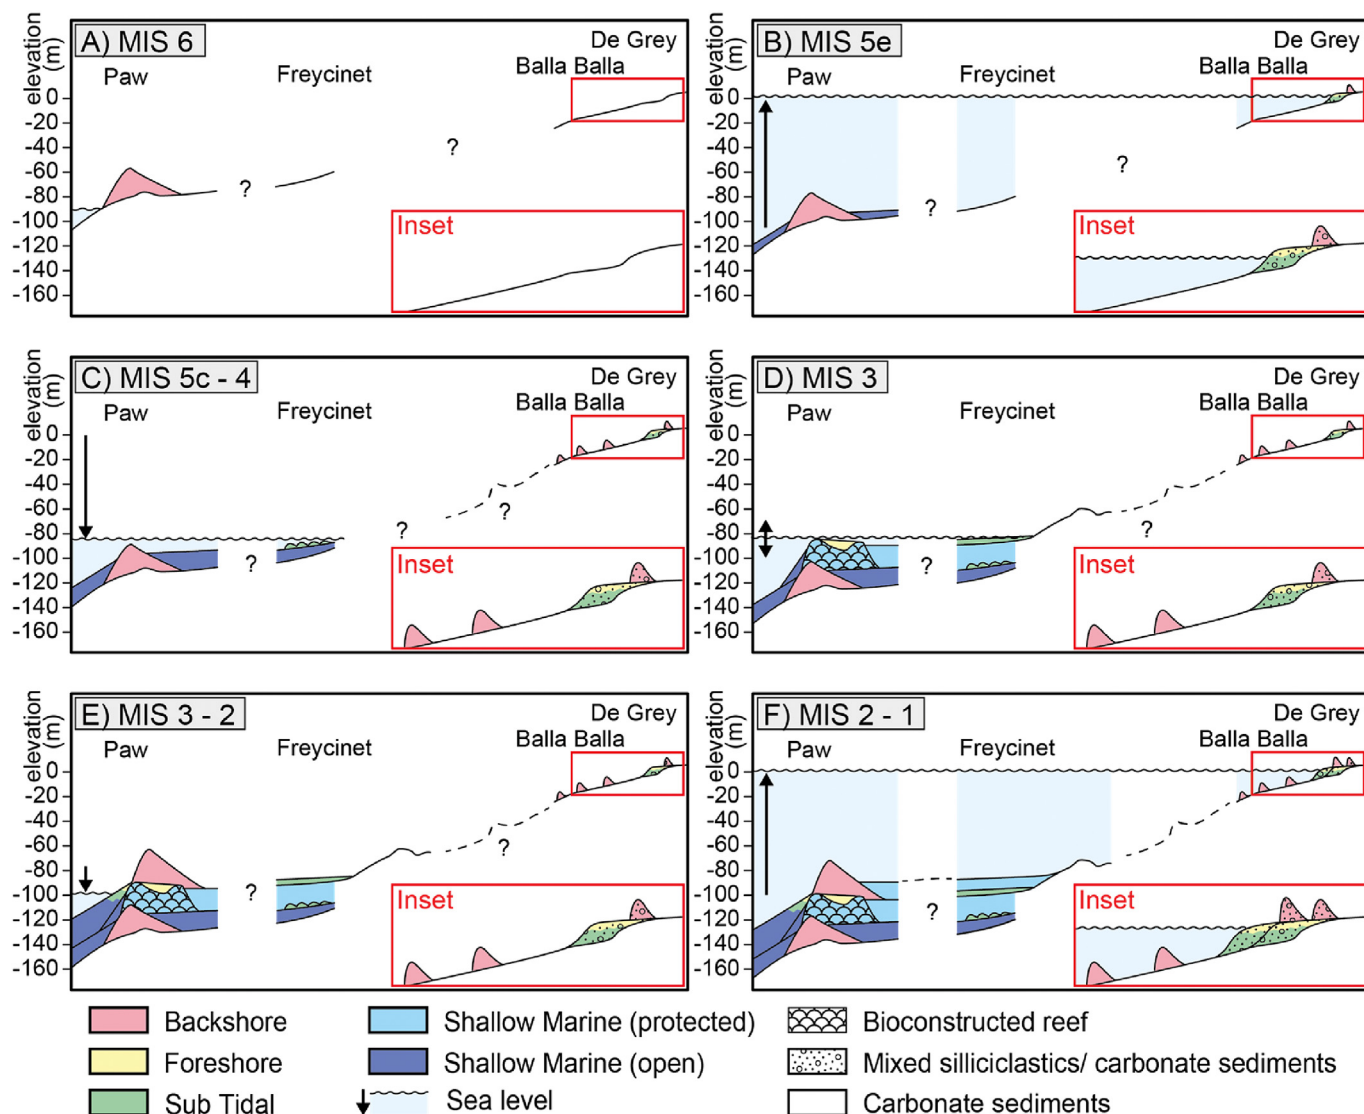 A) MIS 6
De Grey
Paw
Freycinet
Balla Balla
elevation
(m)
0
-20
-40
-60
-80
-100
-120
-140
-160
?
?
Inset
B) MIS 5e
De Grey
Paw
Freycinet
Balla Balla
elevation
(m)
0
-20
-40
-60
-80
-100
-120
-140
-160
?
?
Inset
C) MIS 5c - 4
De Grey
Paw
Freycinet
Balla Balla
elevation
(m)
0
-20
-40
-60
-80
-100
-120
-140
-160
?
?
?
Inset
D) MIS 3
De Grey
Paw
Freycinet
Balla Balla
elevation
(m)
0
-20
-40
-60
-80
-100
-120
-140
-160
?
?
Inset
E) MIS 3 - 2
De Grey
Paw
Freycinet
Balla Balla
elevation
(m)
0
-20
-40
-60
-80
-100
-120
-140
-160
?
?
Inset
F) MIS 2 - 1
De Grey
Paw
Freycinet
Balla Balla
elevation
(m)
0
-20
-40
-60
-80
-100
-120
-140
-160
?
Inset
Backshore
Foreshore
Sub Tidal
Shallow Marine (protected)
Shallow Marine (open)
Sea level
Bioconstructed reef
Mixed silliciclastics/ carbonate sediments
Carbonate sediments